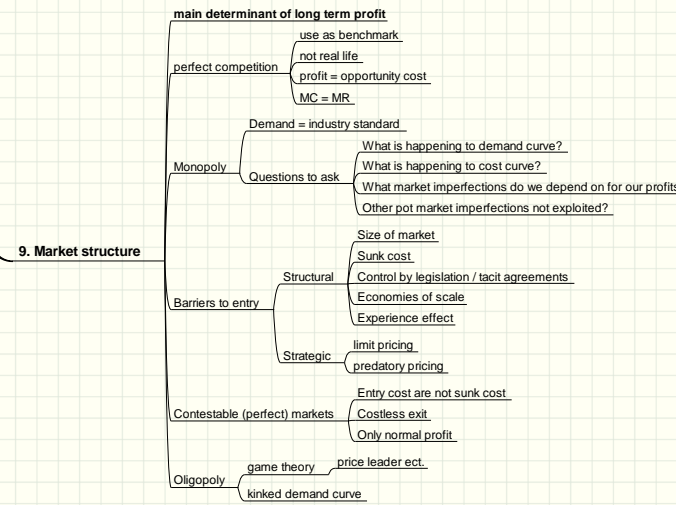 main determinant of long term profit
use as benchmark
not real life
perfect competition
profit = opportunity cost
MC = MR
Demand = industry standard
What is happening to demand curve?
Monopoly
What is happening to cost curve?
Questions to ask
What market imperfections do we depend on for our profits
Other pot market imperfections not exploited?
Size of market
9. Market structure
Sunk cost
Structural
Control by legislation / tacit agreements
Economies of scale
Barriers to entry
Experience effect
limit pricing
Strategic
predatory pricing
Entry cost are not sunk cost
Contestable (perfect) markets
Costless exit
Only normal profit
price leader ect.
game theory
Oligopoly
kinked demand curve